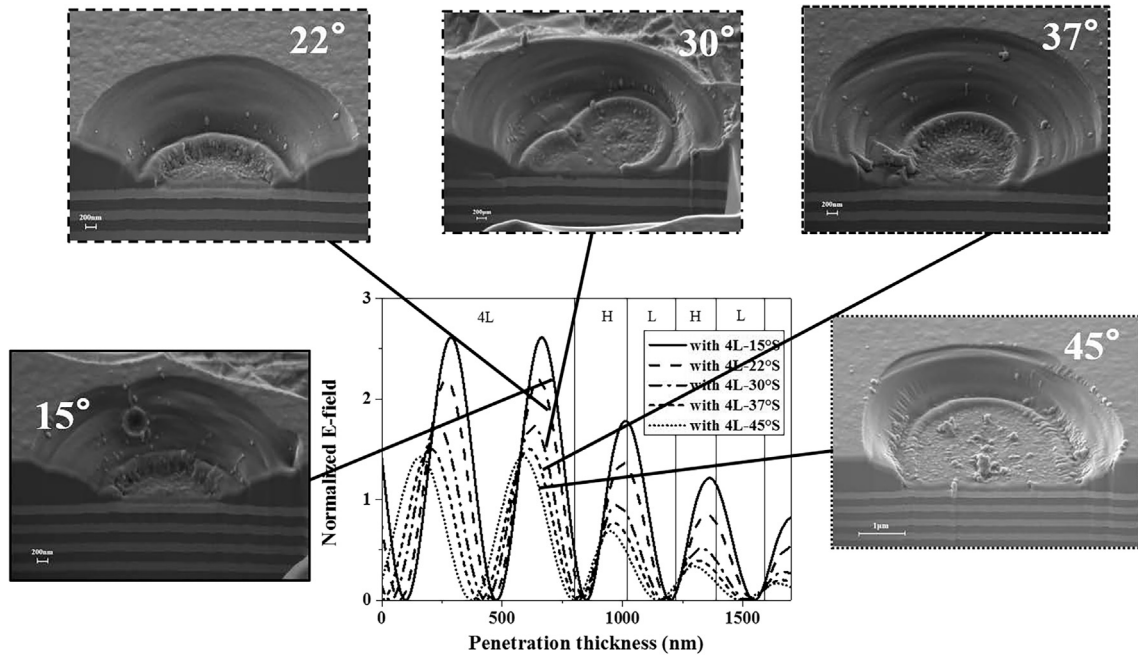 22°
30°
37°
200nm
200μm
200nm
3
2
1
0
Normalized E-field
4L
H
L
H
L
with 4L-15°S
with 4L-22°S
with 4L-30°S
with 4L-37°S
with 4L-45°S
0
500
1000
1500
Penetration thickness (nm)
15°
200nm
45°
1μm